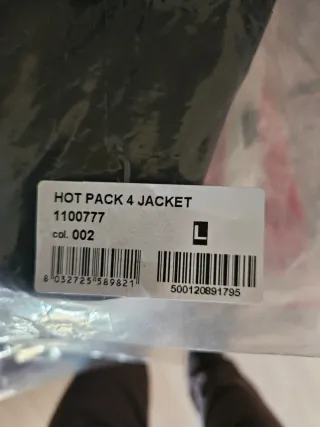 HOT PACK 4 JACKET
1100777
col. 002
L
8 032725 589821
500120891795